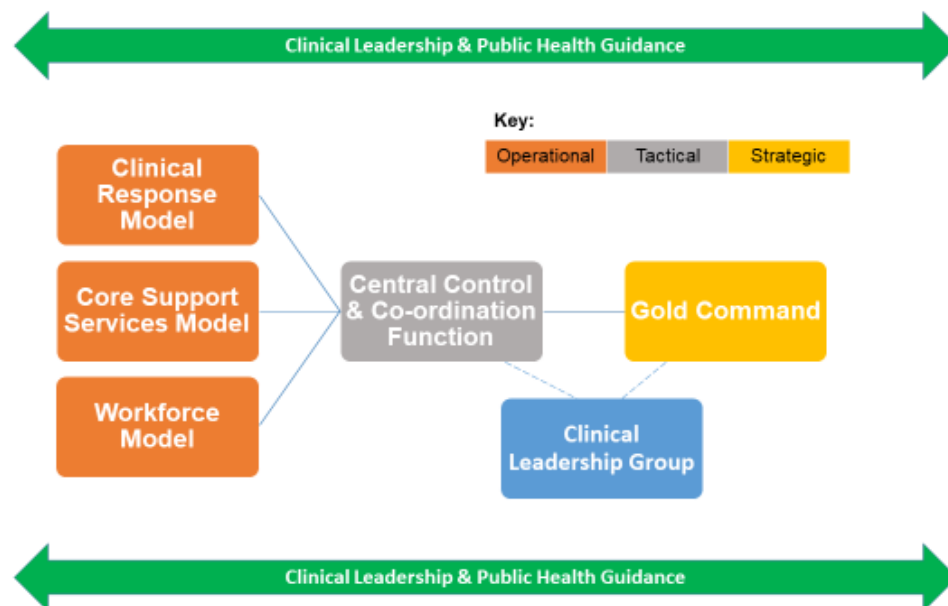 Clinical Leadership & Public Health Guidance
Key:
Operational
Tactical
Strategic
Clinical
Response
Model
Core Support
Services Model
Workforce
Model
Central Control
& Co-ordination
Function
Gold Command
Clinical
Leadership Group
Clinical Leadership & Public Health Guidance